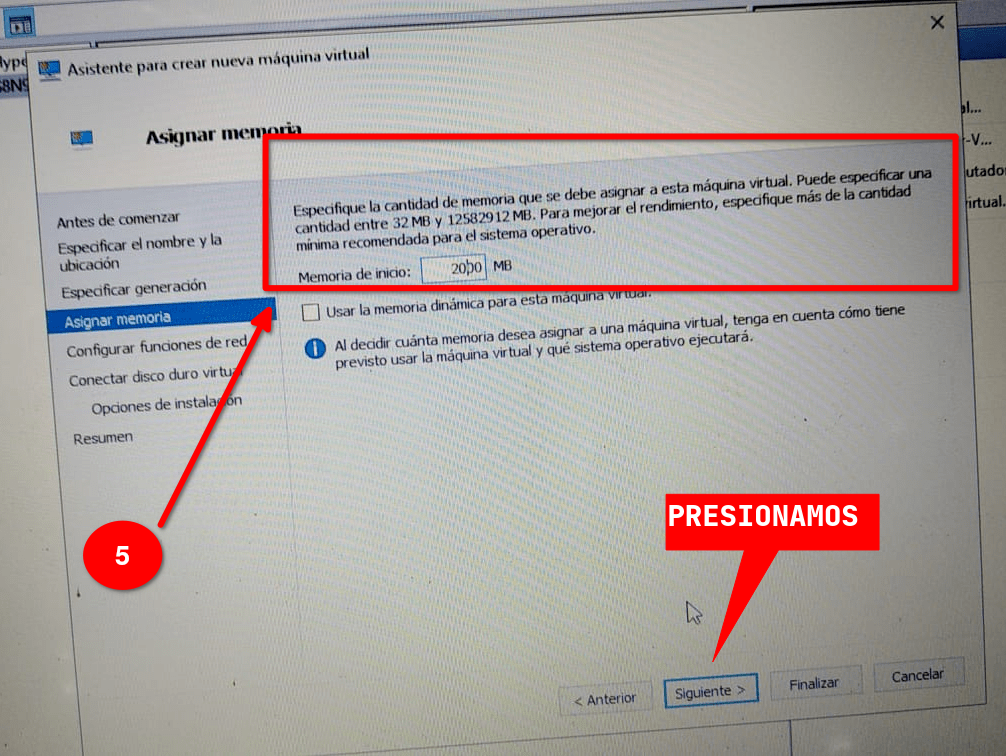 Asistente para crear nueva máquina virtual
Asignar memoria
Antes de comenzar
Especificar el nombre y la
ubicación
Especificar generación
Asignar memoria
Configurar funciones de red
Conectar disco duro virtual
Opciones de instalación
Resumen
Especifique la cantidad de memoria que se debe asignar a esta máquina virtual. Puede especificar una
cantidad entre 32 MB y 12582912 MB. Para mejorar el rendimiento, especifique más de la cantidad
mínima recomendada para el sistema operativo.
Memoria de inicio: 2000 MB
Usar la memoria dinámica para esta máquina virtual.
Al decidir cuánta memoria desea asignar a una máquina virtual, tenga en cuenta cómo tiene
previsto usar la máquina virtual y qué sistema operativo ejecutará.
5
PRESIONAMOS
< Anterior
Siguiente >
Finalizar
Cancelar